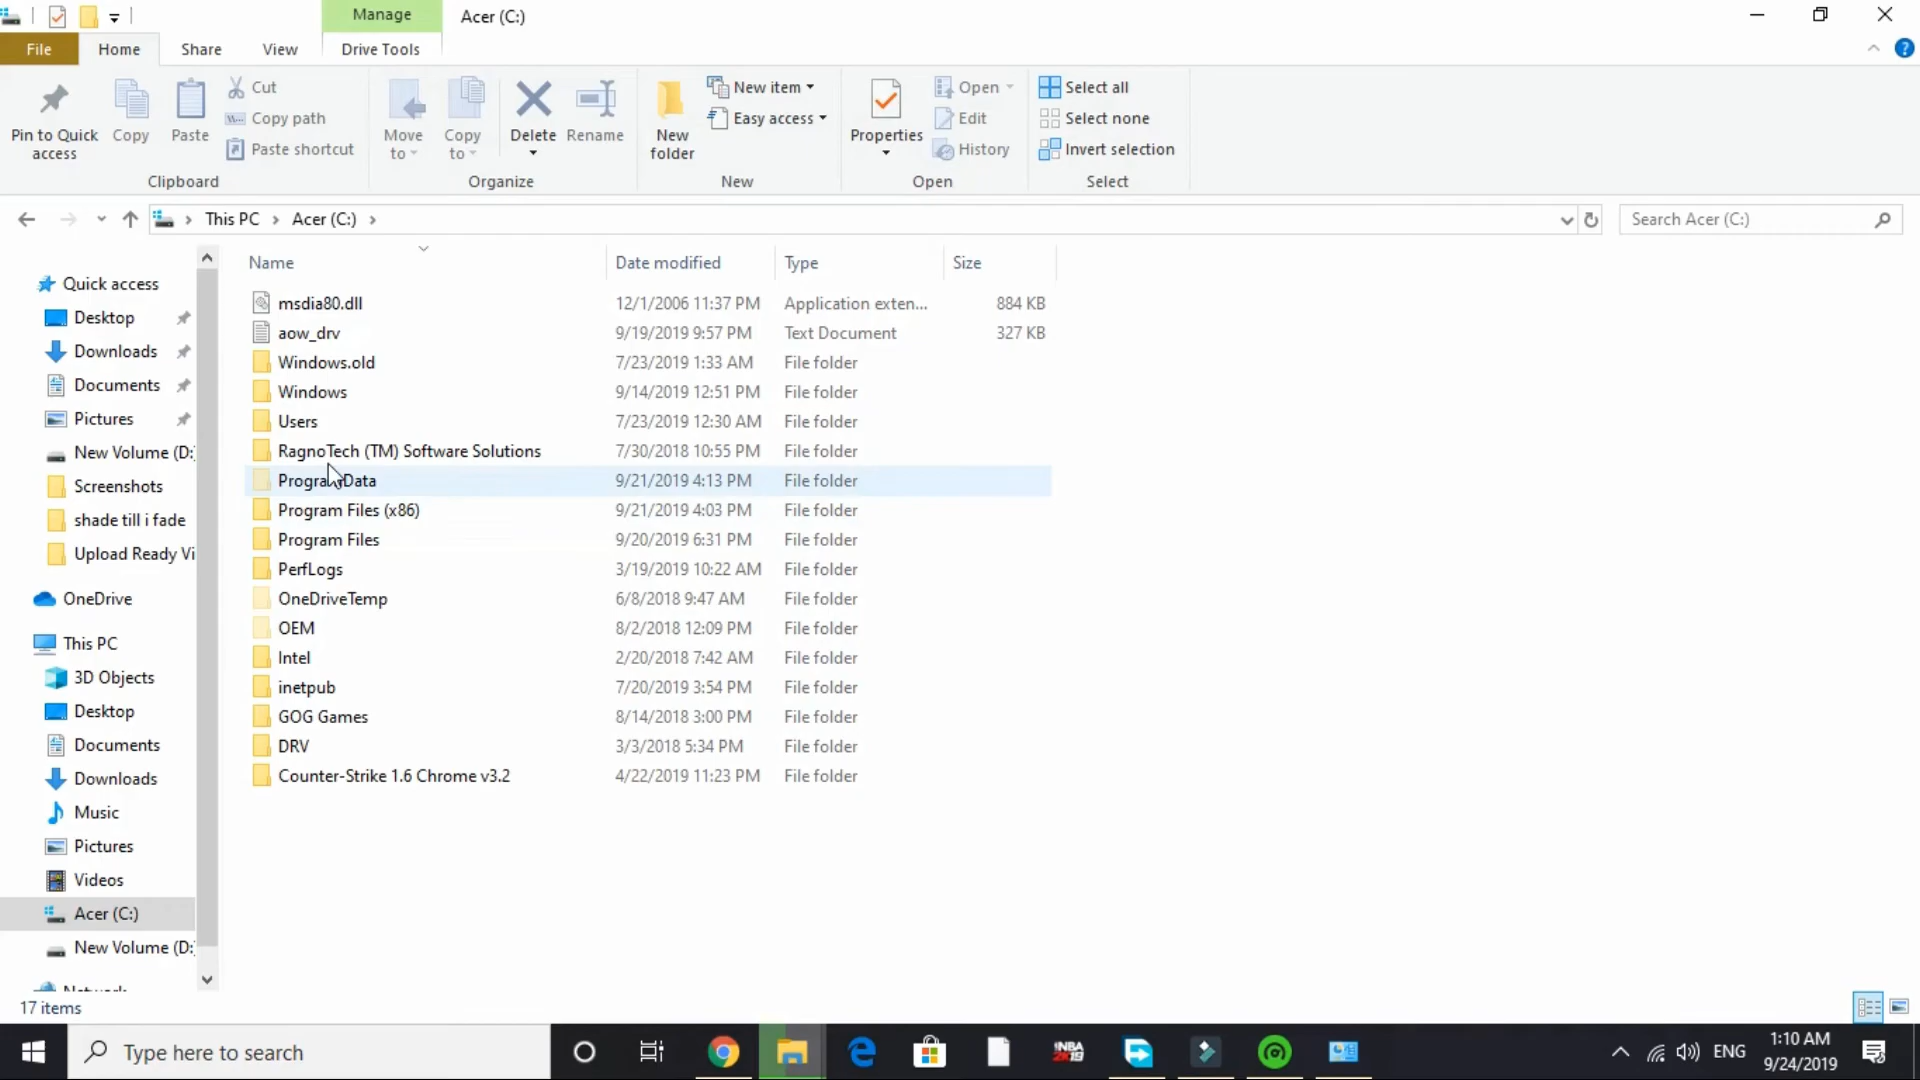 Manage
Acer (C:)
File
Home
Share
View
Drive Tools
Pin to Quick access
Copy
Paste
Cut
Copy path
Paste shortcut
Clipboard
Move to
Copy to
Delete
Rename
Organize
New folder
New item
Easy access
New
Properties
Open
Edit
History
Open
Select all
Select none
Invert selection
Select
This PC
Acer (C:)
Search Acer (C:)
Name Date modified Type Size
msdia80.dll 12/1/2006 11:37 PM Application exten... 884 KB
aow_drv 9/19/2019 9:57 PM Text Document 327 KB
Windows.old 7/23/2019 1:33 AM File folder
Windows 9/14/2019 12:51 PM File folder
Users 7/23/2019 12:30 AM File folder
RagnoTech (TM) Software Solutions 7/30/2018 10:55 PM File folder
ProgramData 9/21/2019 4:13 PM File folder
Program Files (x86) 9/21/2019 4:03 PM File folder
Program Files 9/20/2019 6:31 PM File folder
PerfLogs 3/19/2019 10:22 AM File folder
OneDriveTemp 6/8/2018 9:47 AM File folder
OEM 8/2/2018 12:09 PM File folder
Intel 2/20/2018 7:42 AM File folder
inetpub 7/20/2019 3:54 PM File folder
GOG Games 8/14/2018 3:00 PM File folder
DRV 3/3/2018 5:34 PM File folder
Counter-Strike 1.6 Chrome v3.2 4/22/2019 11:23 PM File folder
Quick access
Desktop
Downloads
Documents
Pictures
New Volume (D:
Screenshots
shade till i fade
Upload Ready Vi
OneDrive
This PC
3D Objects
Desktop
Documents
Downloads
Music
Pictures
Videos
Acer (C:)
New Volume (D:
Network
17 items
Type here to search
NBA
2K19
ENG
1:10 AM
9/24/2019